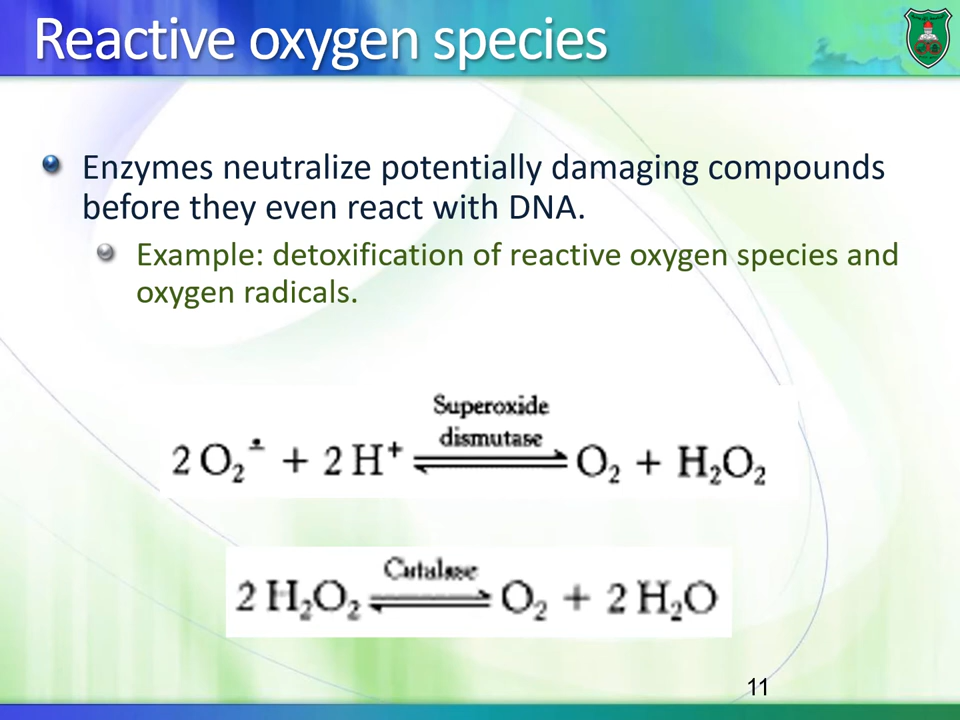 Reactive oxygen species
Enzymes neutralize potentially damaging compounds
before they even react with DNA.
Example: detoxification of reactive oxygen species and
oxygen radicals.
Superoxide
dismutase
2 O₂•⁻ + 2 H⁺ ⇌ O₂ + H₂O₂
Catalase
2 H₂O₂ ⇌ O₂ + 2 H₂O
11